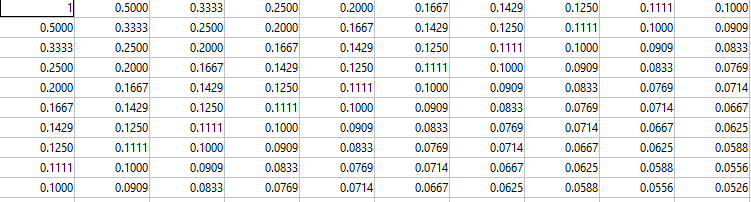 1 0.5000 0.3333 0.2500 0.2000 0.1667 0.1429 0.1250 0.1111 0.1000
0.5000 0.3333 0.2500 0.2000 0.1667 0.1429 0.1250 0.1111 0.1000 0.0909
0.3333 0.2500 0.2000 0.1667 0.1429 0.1250 0.1111 0.1000 0.0909 0.0833
0.2500 0.2000 0.1667 0.1429 0.1250 0.1111 0.1000 0.0909 0.0833 0.0769
0.2000 0.1667 0.1429 0.1250 0.1111 0.1000 0.0909 0.0833 0.0769 0.0714
0.1667 0.1429 0.1250 0.1111 0.1000 0.0909 0.0833 0.0769 0.0714 0.0667
0.1429 0.1250 0.1111 0.1000 0.0909 0.0833 0.0769 0.0714 0.0667 0.0625
0.1250 0.1111 0.1000 0.0909 0.0833 0.0769 0.0714 0.0667 0.0625 0.0588
0.1111 0.1000 0.0909 0.0833 0.0769 0.0714 0.0667 0.0625 0.0588 0.0556
0.1000 0.0909 0.0833 0.0769 0.0714 0.0667 0.0625 0.0588 0.0556 0.0526